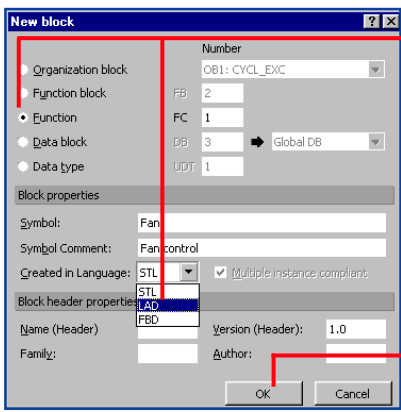 New block
Number
Organization block OB1: CYCL_EXC
Function block FB 2
Function FC 1
Data block DB 3 Global DB
Data type UDT 1
Block properties
Symbol: Fan
Symbol Comment: Fan control
Created in Language: STL Multiple instance compliant
STL
Block header properties LAD
FBD
Name (Header) Version (Header): 1.0
Family: Author:
OK Cancel